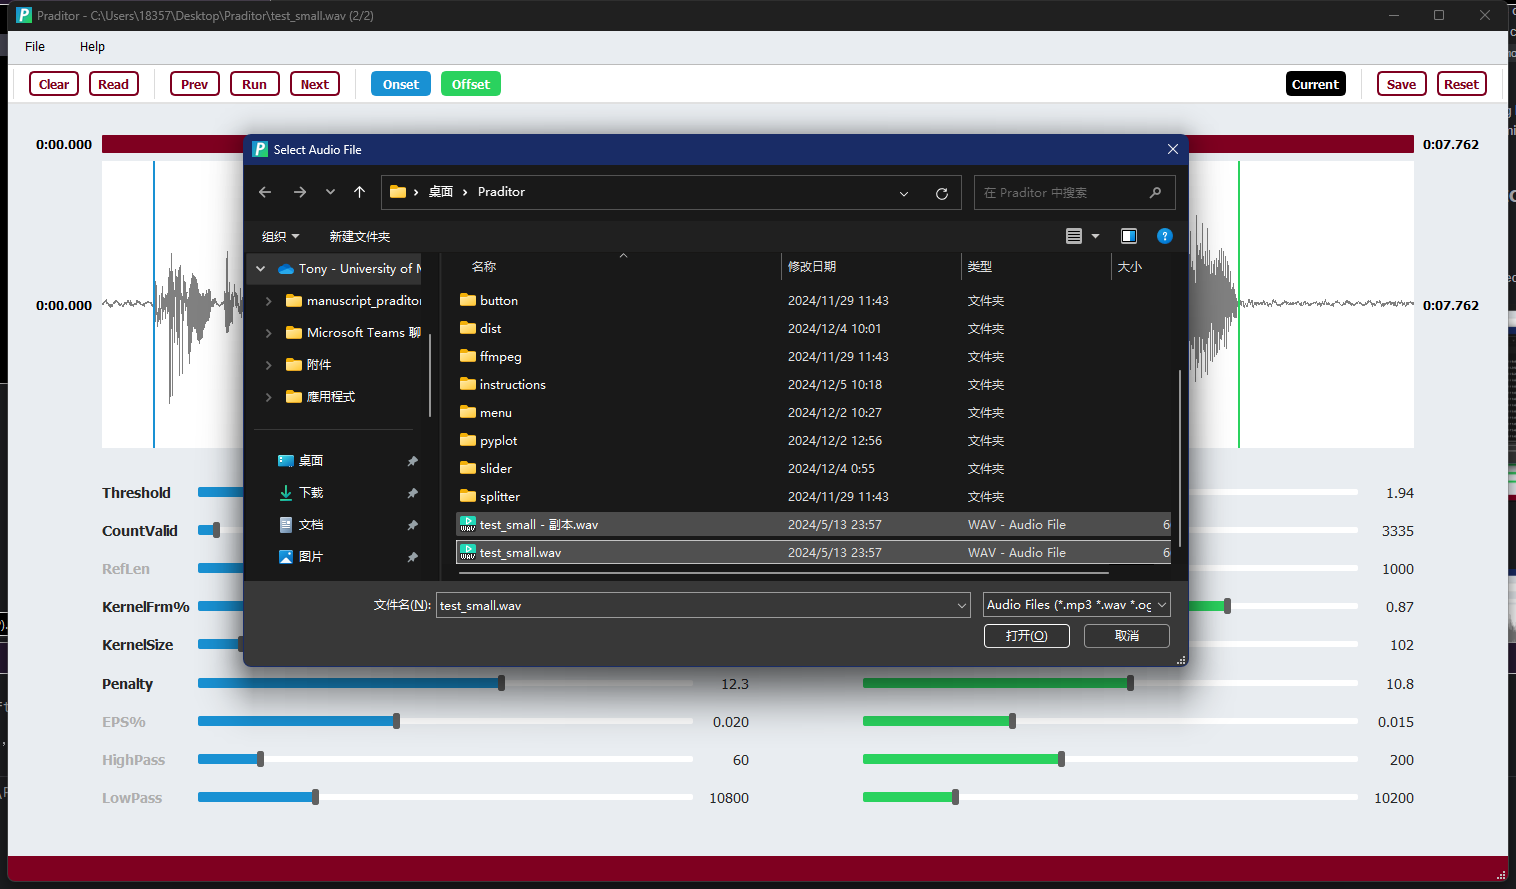 Praditor - C:\Users\18357\Desktop\Praditor\test_small.wav (2/2)
File Help
Clear Read Prev Run Next Onset Offset Current Save Reset
0:00.000 0:07.762
Select Audio File
桌面 Praditor
在 Praditor 中搜索
组织 新建文件夹
名称 修改日期 类型 大小
Tony - University of M
manuscript_praditor
Microsoft Teams 聊
附件
應用程式
桌面
下载
文档
图片
button 2024/11/29 11:43 文件夹
dist 2024/12/4 10:01 文件夹
ffmpeg 2024/11/29 11:43 文件夹
instructions 2024/12/5 10:18 文件夹
menu 2024/12/2 10:27 文件夹
pyplot 2024/12/2 12:56 文件夹
slider 2024/12/4 0:55 文件夹
splitter 2024/11/29 11:43 文件夹
test_small - 副本.wav 2024/5/13 23:57 WAV - Audio File 6
test_small.wav 2024/5/13 23:57 WAV - Audio File 6
文件名(N): test_small.wav Audio Files (*.mp3 *.wav *.og
打开(O) 取消
0:00.000 0:07.762
Threshold 1.94
CountValid 3335
RefLen 1000
KernelFrm% 0.87
KernelSize 102
Penalty 12.3 10.8
EPS% 0.020 0.015
HighPass 60 200
LowPass 10800 10200